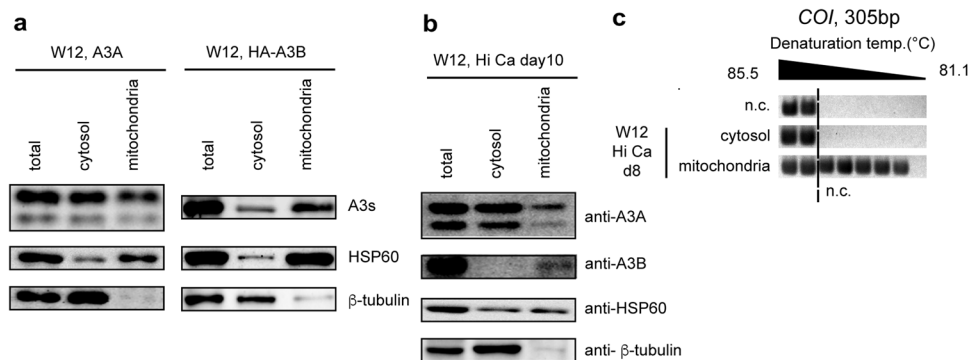 a
W12, A3A
W12, HA-A3B
total
cytosol
mitochondria
total
cytosol
mitochondria
A3s
HSP60
β-tubulin
b
W12, Hi Ca day10
total
cytosol
mitochondria
anti-A3A
anti-A3B
anti-HSP60
anti- β-tubulin
c
COI, 305bp
Denaturation temp.(°C)
85.5
81.1
n.c.
W12
Hi Ca
d8
cytosol
mitochondria
n.c.